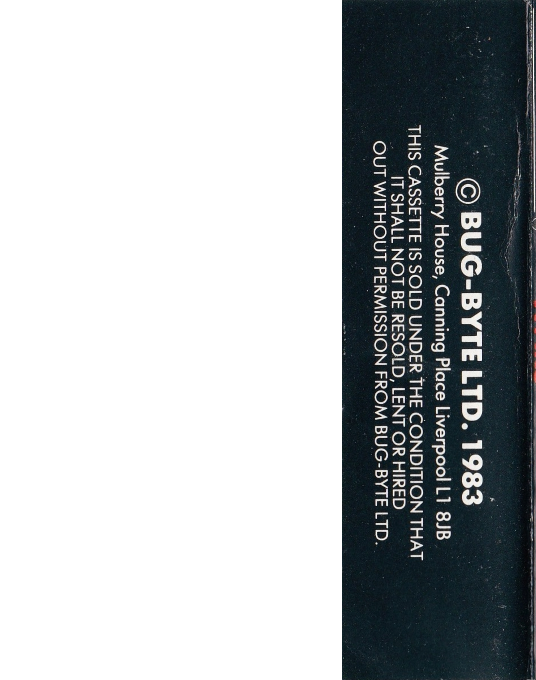 © BUG-BYTE LTD. 1983
Mulberry House, Canning Place Liverpool L1 8JB
THIS CASSETTE IS SOLD UNDER THE CONDITION THAT
IT SHALL NOT BE RESOLD, LENT OR HIRED
OUT WITHOUT PERMISSION FROM BUG-BYTE LTD.